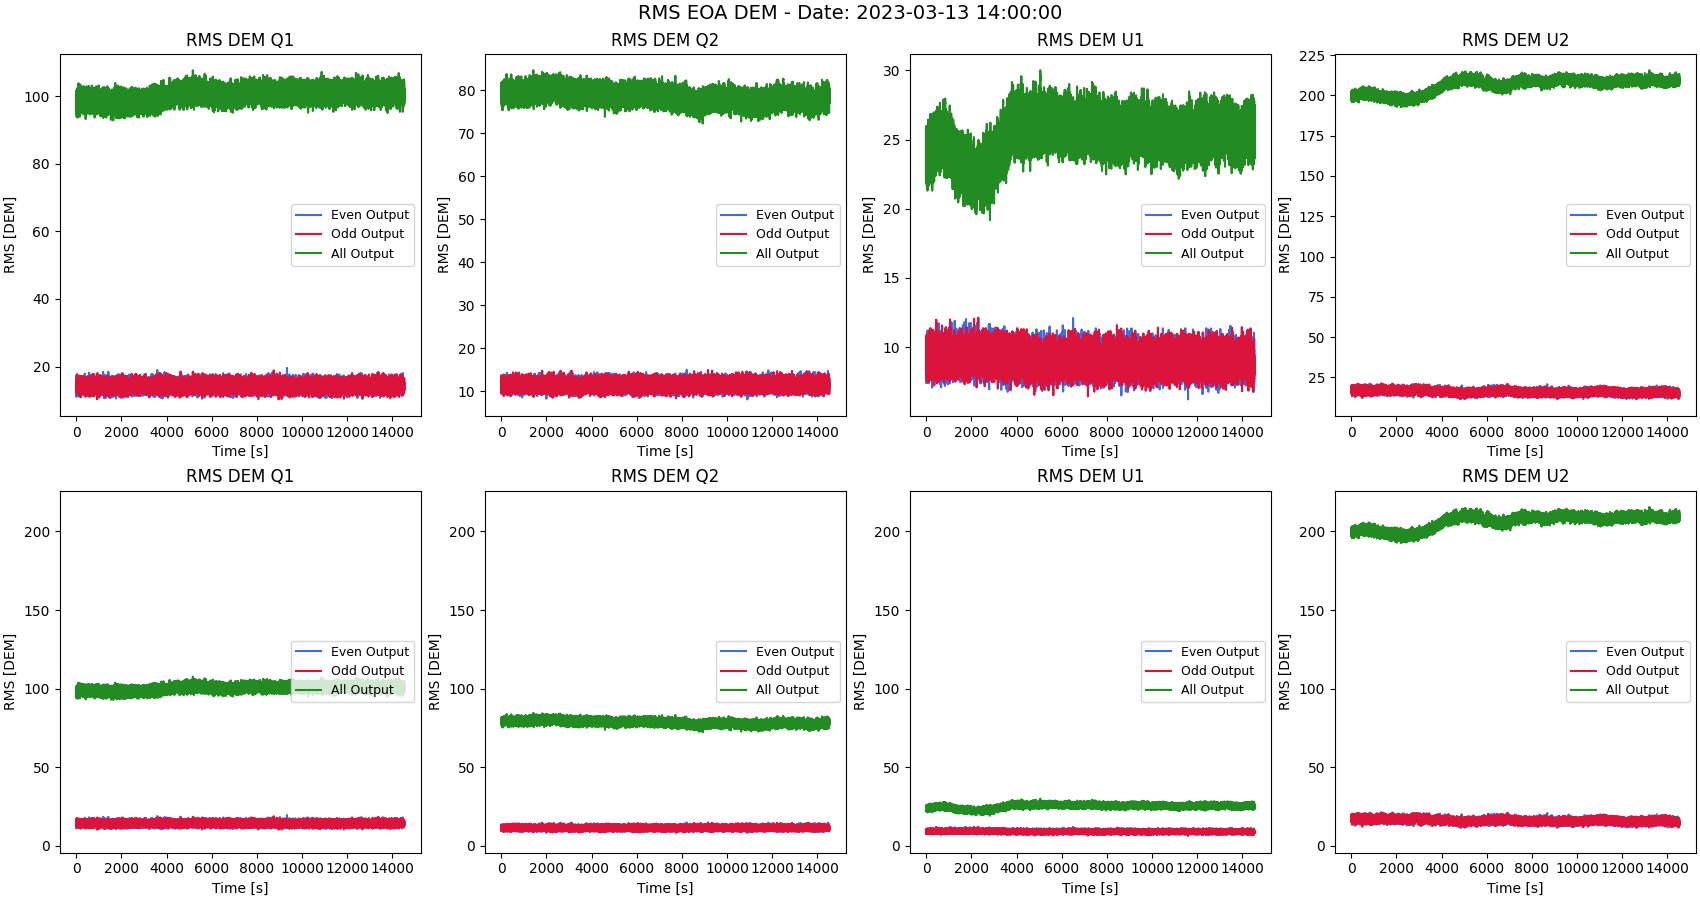 RMS EOA DEM - Date: 2023-03-13 14:00:00
RMS DEM Q1
RMS [DEM]
100
80
60
40
20
0 2000 4000 6000 8000 10000 12000 14000
Time [s]
Even Output
Odd Output
All Output
RMS DEM Q2
RMS [DEM]
80
70
60
50
40
30
20
10
0 2000 4000 6000 8000 10000 12000 14000
Time [s]
Even Output
Odd Output
All Output
RMS DEM U1
RMS [DEM]
30
25
20
15
10
0 2000 4000 6000 8000 10000 12000 14000
Time [s]
Even Output
Odd Output
All Output
RMS DEM U2
RMS [DEM]
225
200
175
150
125
100
75
50
25
0 2000 4000 6000 8000 10000 12000 14000
Time [s]
Even Output
Odd Output
All Output
RMS DEM Q1
RMS [DEM]
200
150
100
50
0
0 2000 4000 6000 8000 10000 12000 14000
Time [s]
Even Output
Odd Output
All Output
RMS DEM Q2
RMS [DEM]
200
150
100
50
0
0 2000 4000 6000 8000 10000 12000 14000
Time [s]
Even Output
Odd Output
All Output
RMS DEM U1
RMS [DEM]
200
150
100
50
0
0 2000 4000 6000 8000 10000 12000 14000
Time [s]
Even Output
Odd Output
All Output
RMS DEM U2
RMS [DEM]
200
150
100
50
0
0 2000 4000 6000 8000 10000 12000 14000
Time [s]
Even Output
Odd Output
All Output